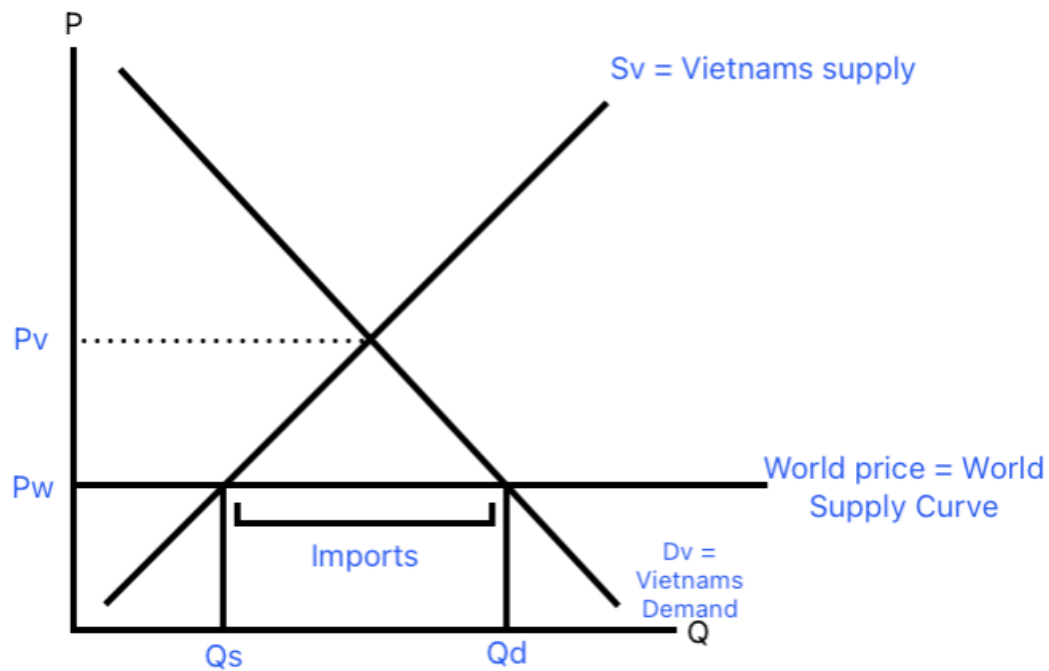 P
Sv = Vietnams supply
Pv
Pw
World price = World
Supply Curve
Imports
Dv =
Vietnams
Demand
Q
Qs
Qd